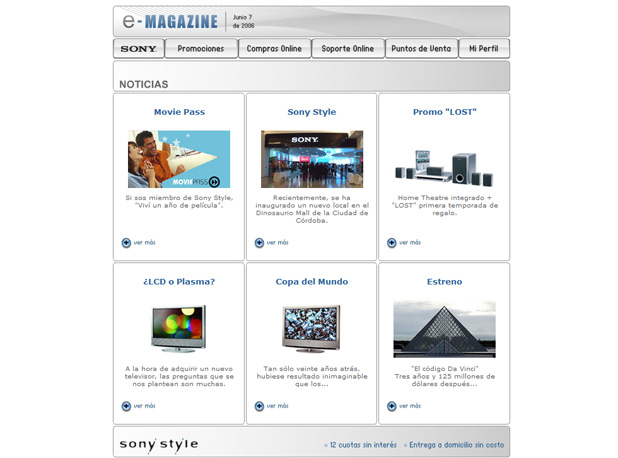 e-MAGAZINE
Junio 7
de 2006
SONY Promociones Compras Online Soporte Online Puntos de Venta Mi Perfil
NOTICIAS
Movie Pass
MOVIEPASS
Si sos miembro de Sony Style,
"Viví un año de película".
ver más
Sony Style
SONY
Recientemente, se ha
inaugurado un nuevo local en el
Dinosaurio Mall de la Ciudad de
Córdoba.
ver más
Promo "LOST"
Home Theatre integrado +
"LOST" primera temporada de
regalo.
ver más
¿LCD o Plasma?
A la hora de adquirir un nuevo
televisor, las preguntas que se
nos plantean son muchas.
ver más
Copa del Mundo
Tan sólo veinte años atrás,
hubiese resultado inimaginable
que los...
ver más
Estreno
"El código Da Vinci"
Tres años y 125 millones de
dólares después...
ver más
sony style
12 cuotas sin interés Entrega a domicilio sin costo